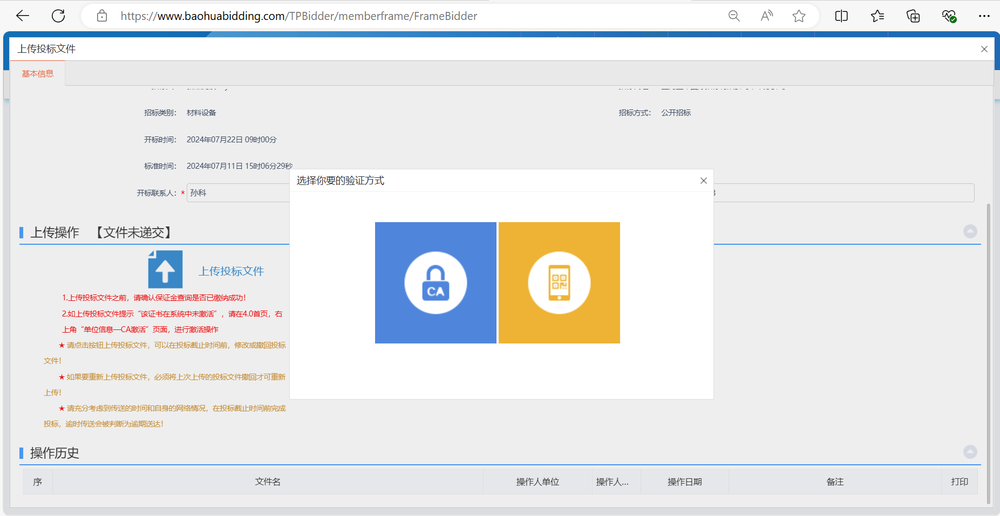 https://www.baohuabidding.com/TPBidder/memberframe/FrameBidder
上传投标文件
基本信息
招标类别： 材料设备 招标方式： 公开招标
开标时间： 2024年07月22日 09时00分
标准时间： 2024年07月11日 15时06分29秒
选择你要的验证方式
开标联系人：* 孙科
上传操作 【文件未递交】
CA
上传投标文件
1.上传投标文件之前，请确认保证金查询是否已缴纳成功！
2.如上传投标文件提示“该证书在系统中未激活”，请在4.0首页，右
上角“单位信息—CA激活”页面，进行激活操作
★ 请点击按钮上传投标文件，可以在投标截止时间前，修改或撤回投标
文件！
★ 如果要重新上传投标文件，必须将上次上传的投标文件撤回才可重新
上传！
★ 请充分考虑到传送的时间和自身的网络情况，在投标截止时间前完成
投标，逾时传送会被判断为逾期送达！
操作历史
序 文件名 操作人单位 操作人... 操作日期 备注 打印